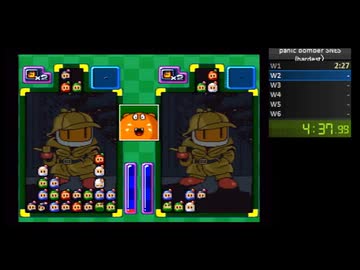 panic bomber SNES
(hardest)
W1 2:27
W2 -
W3 -
W4 -
W5 -
W6 -
4:37.99